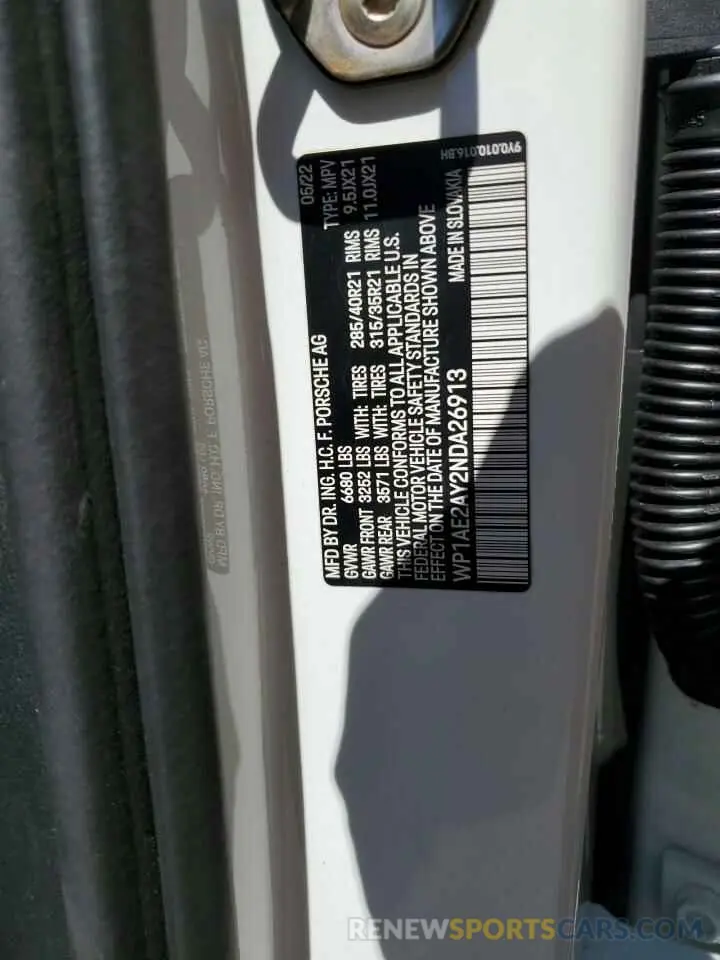 MFD BY DR. ING. H.C. F. PORSCHE AG 05/22
GVWR 6680 LBS TYPE: MPV
GAWR FRONT 3252 LBS WITH: TIRES 285/40R21 RIMS 9.5JX21
GAWR REAR 3571 LBS WITH: TIRES 315/35R21 RIMS 11.0JX21
THIS VEHICLE CONFORMS TO ALL APPLICABLE U.S.
FEDERAL MOTOR VEHICLE SAFETY STANDARDS IN
EFFECT ON THE DATE OF MANUFACTURE SHOWN ABOVE
WP1AE2AY2NDA26913 MADE IN SLOVAKIA
9Y0.010.016.BH
RENEWSPORTSCARS.COM